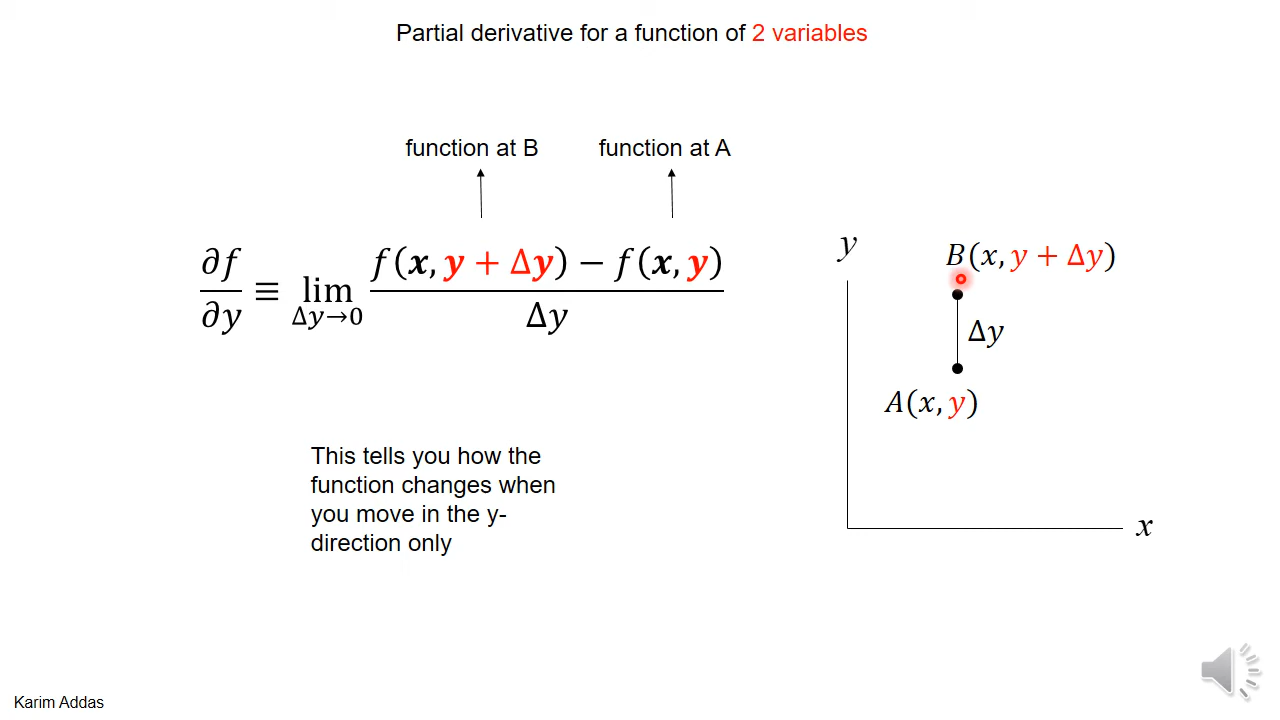 Partial derivative for a function of 2 variables
function at B function at A
∂f/∂y ≡ lim Δy→0 (f(x, y + Δy) − f(x, y))/Δy
y
B(x, y + Δy)
Δy
A(x, y)
x
This tells you how the
function changes when
you move in the y-
direction only
Karim Addas